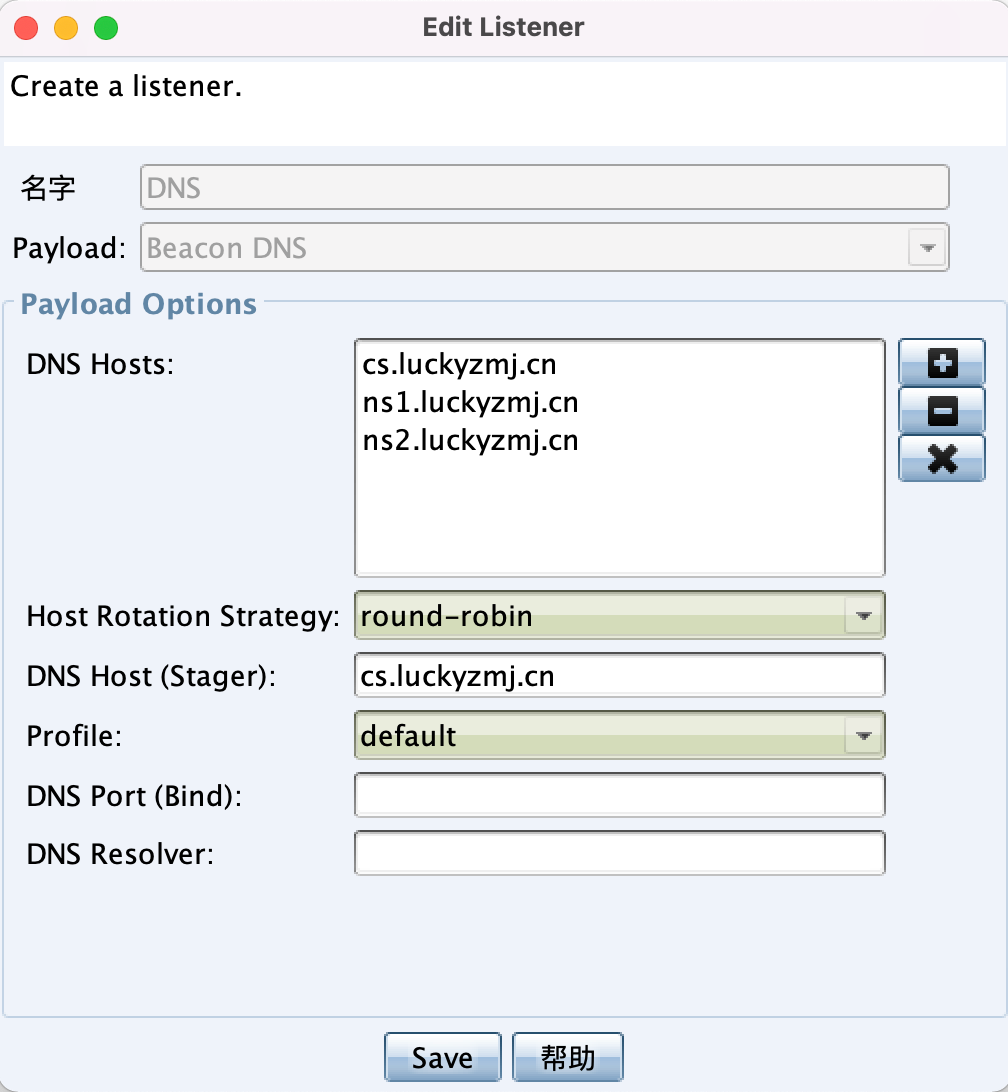 Edit Listener
Create a listener.
名字 DNS
Payload: Beacon DNS
Payload Options
DNS Hosts: cs.luckyzmj.cn
ns1.luckyzmj.cn
ns2.luckyzmj.cn
Host Rotation Strategy: round-robin
DNS Host (Stager): cs.luckyzmj.cn
Profile: default
DNS Port (Bind):
DNS Resolver:
Save 帮助